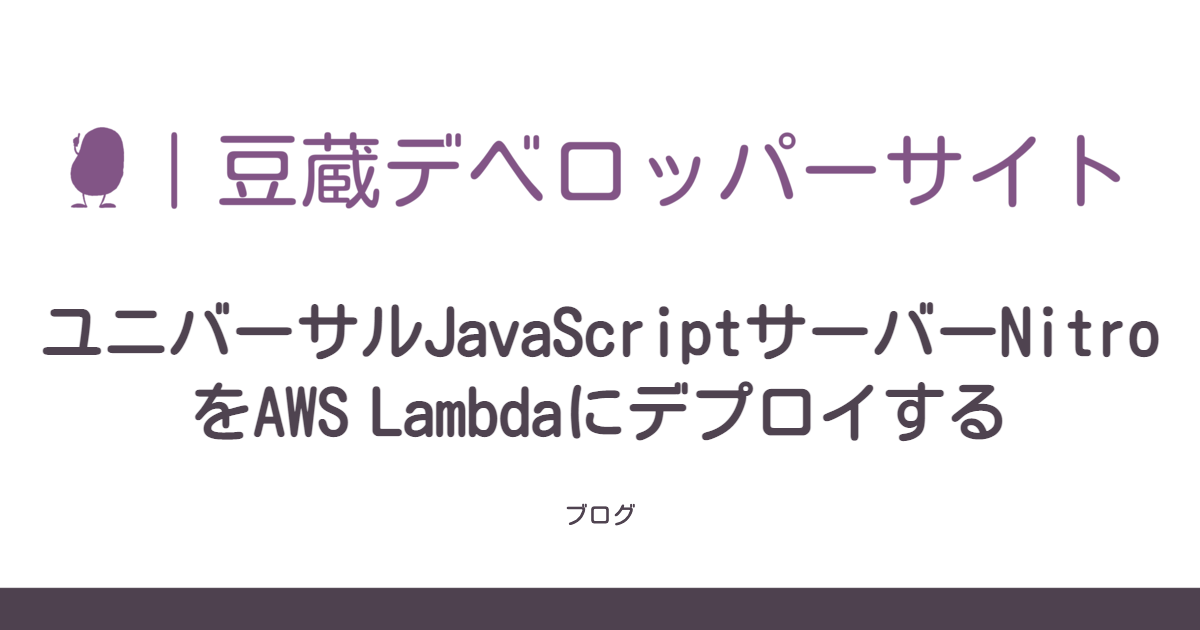 |豆蔵デベロッパーサイト
ユニバーサルJavaScriptサーバーNitro
をAWS Lambdaにデプロイする
ブログ